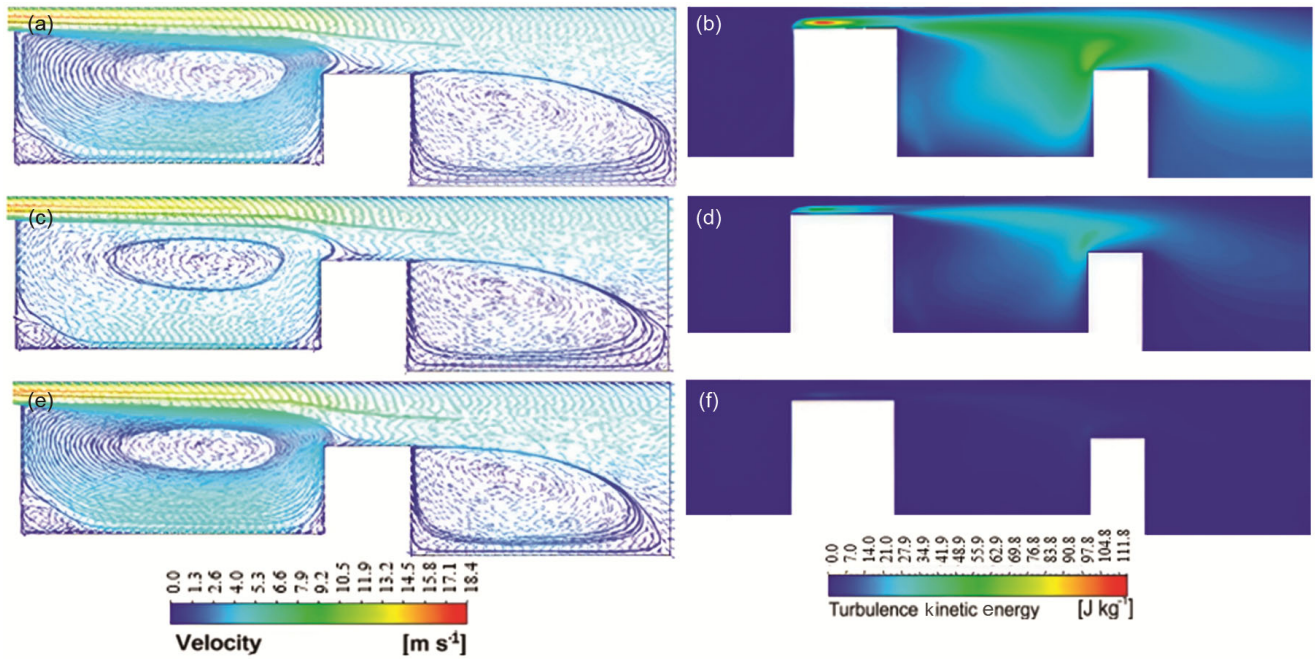 (a)
(b)
(c)
(d)
(e)
(f)
0.0 1.3 2.6 4.0 5.3 6.6 7.9 9.2 10.5 11.9 13.2 14.5 15.8 17.1 18.4
Velocity [m s⁻¹]
0.0 7.0 14.0 21.0 27.9 34.9 41.9 48.9 55.9 62.9 69.8 76.8 83.8 90.8 97.8 104.8 111.8
Turbulence kinetic energy [J kg⁻¹]